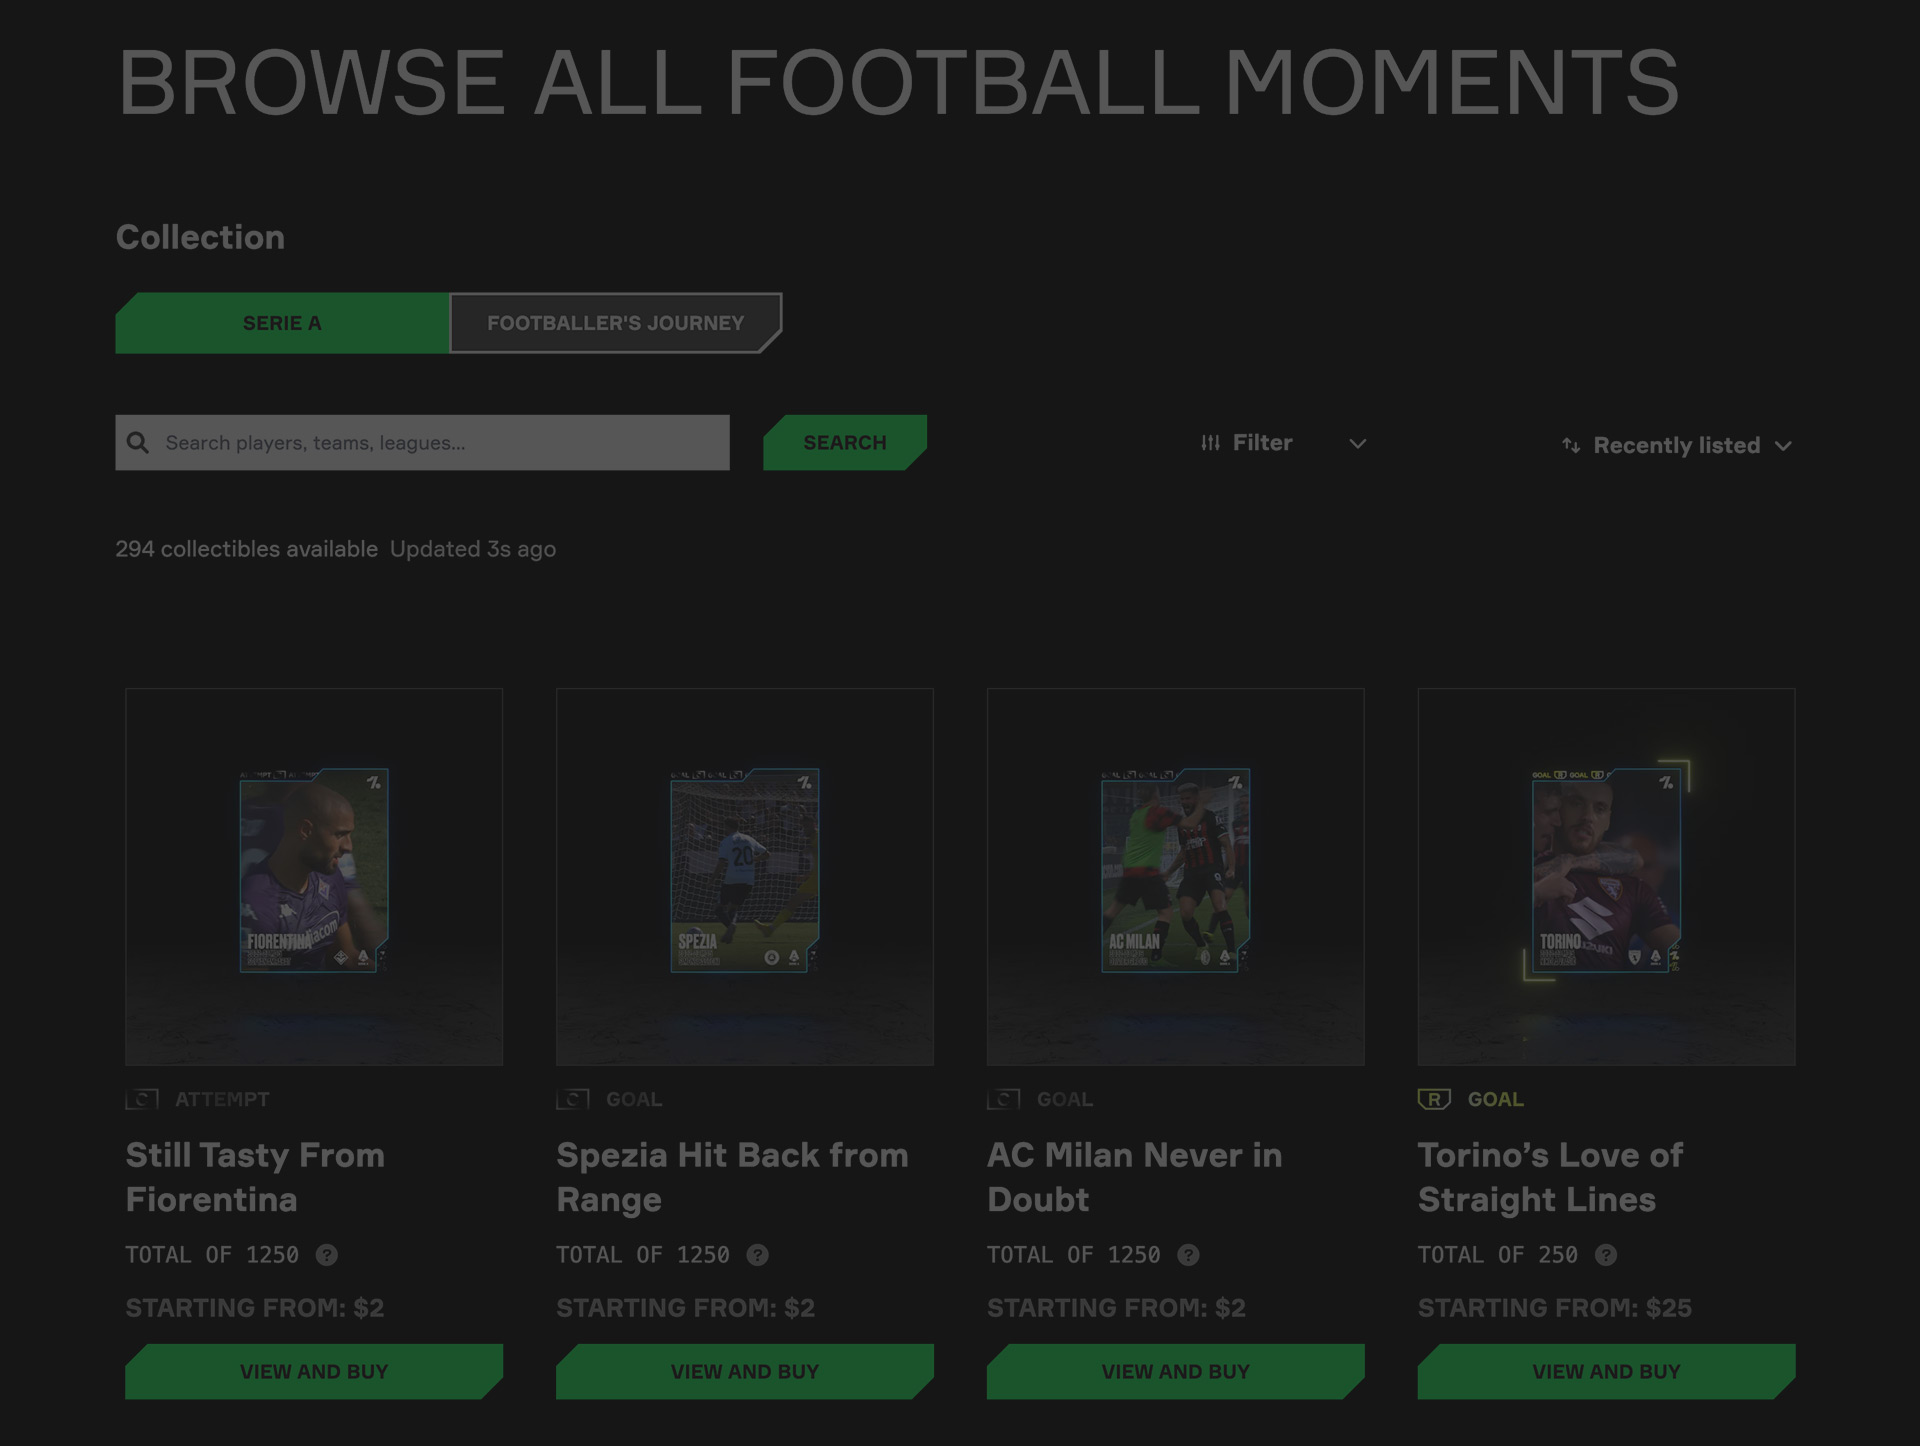 BROWSE ALL FOOTBALL MOMENTS
Collection
SERIE A
FOOTBALLER'S JOURNEY
Search players, teams, leagues...
SEARCH
Filter
Recently listed
294 collectibles available Updated 3s ago
FIORENTINA
SPEZIA
20
AC MILAN
9
GOAL R GOAL R
TORINO
C ATTEMPT
Still Tasty From
Fiorentina
TOTAL OF 1250 ?
STARTING FROM: $2
VIEW AND BUY
C GOAL
Spezia Hit Back from
Range
TOTAL OF 1250 ?
STARTING FROM: $2
VIEW AND BUY
C GOAL
AC Milan Never in
Doubt
TOTAL OF 1250 ?
STARTING FROM: $2
VIEW AND BUY
R GOAL
Torino’s Love of
Straight Lines
TOTAL OF 250 ?
STARTING FROM: $25
VIEW AND BUY